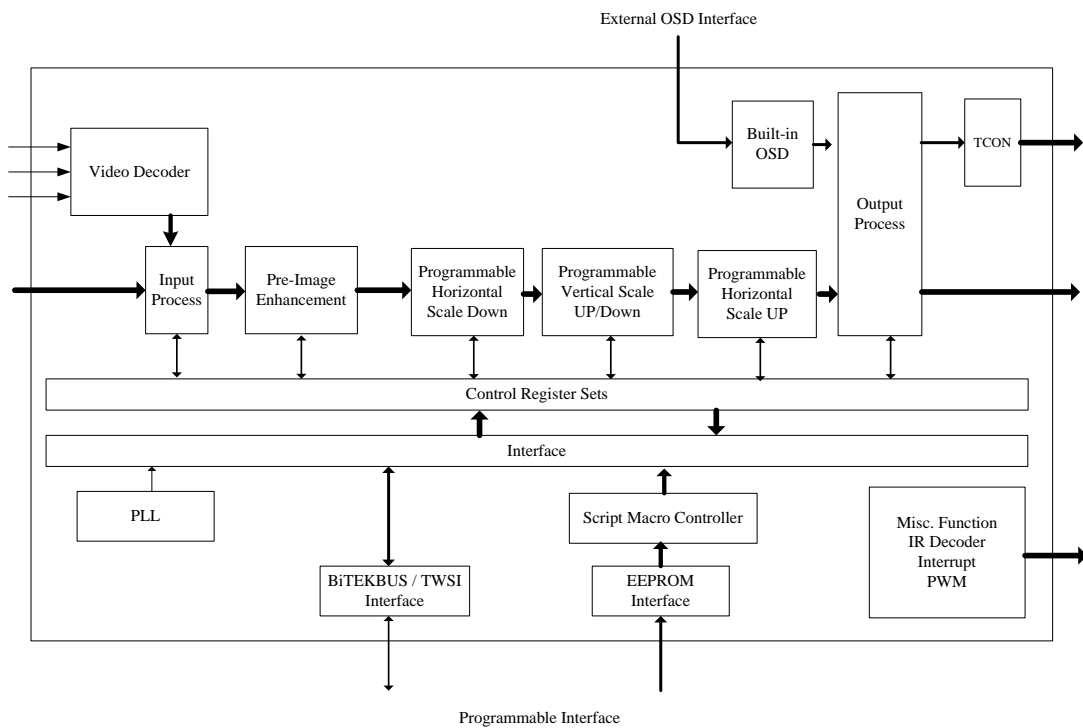 External OSD Interface
Video Decoder
Built-in
OSD
TCON
Output
Process
Input
Process
Pre-Image
Enhancement
Programmable
Horizontal
Scale Down
Programmable
Vertical Scale
UP/Down
Programmable
Horizontal
Scale UP
Control Register Sets
Interface
PLL
Script Macro Controller
Misc. Function
IR Decoder
Interrupt
PWM
BiTEKBUS / TWSI
Interface
EEPROM
Interface
Programmable Interface